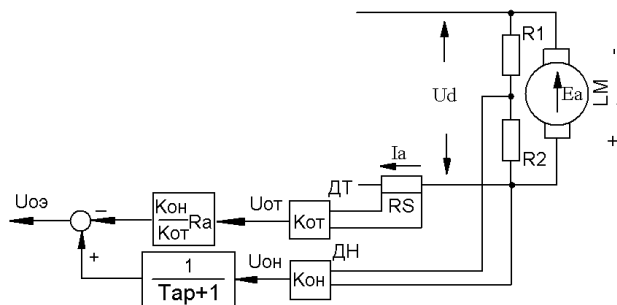 R1
Ud
Ea
LM
-
+
R2
Ia
ДТ
RS
Uоэ
−
Кон
Кот
Ra
Uот
Кот
+
1
Тар+1
Uон
ДН
Кон